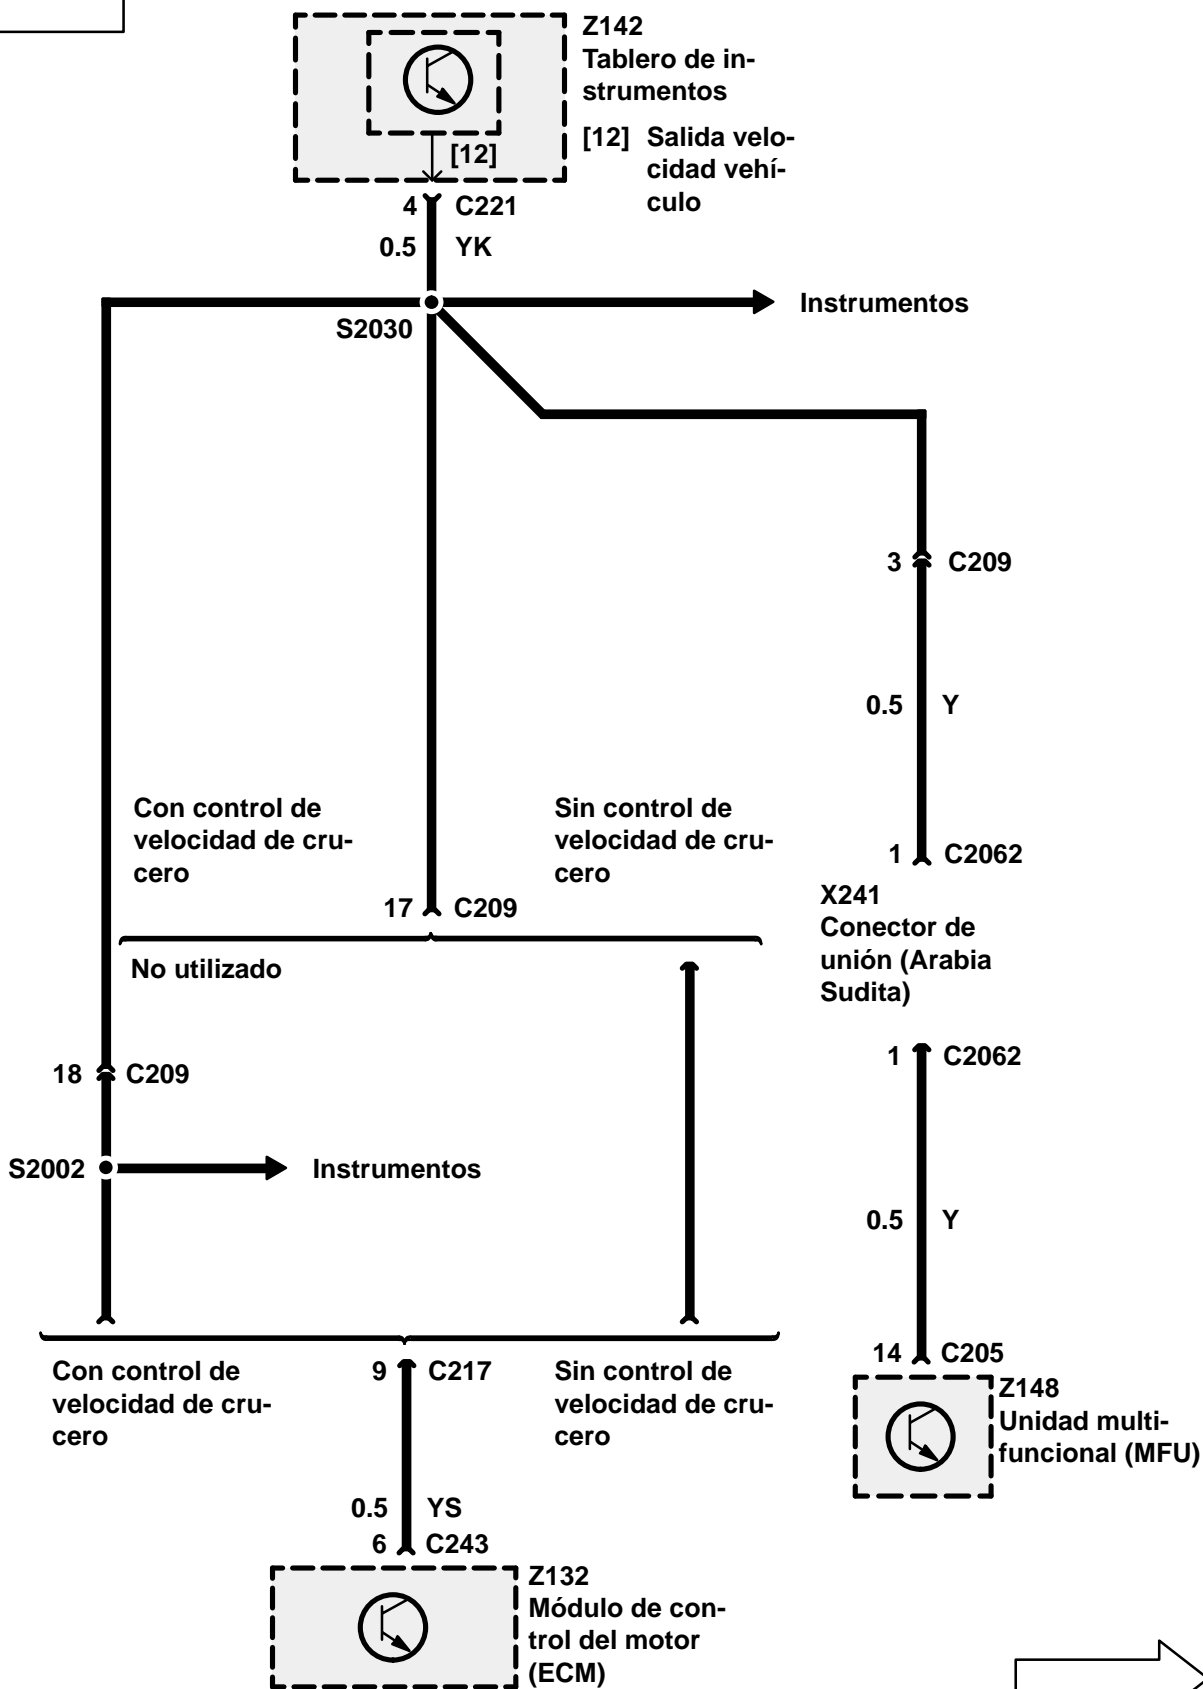 Z142
Tablero de in-
strumentos
[12] Salida velo-
cidad vehí-
culo
[12]
4 C221
0.5 YK
Instrumentos
S2030
3 C209
0.5 Y
Con control de
velocidad de cru-
cero
Sin control de
velocidad de cru-
cero
1 C2062
X241
Conector de
unión (Arabia
Sudita)
17 C209
No utilizado
1 C2062
18 C209
S2002
Instrumentos
0.5 Y
14 C205
Z148
Unidad multi-
funcional (MFU)
Con control de
velocidad de cru-
cero
9 C217
Sin control de
velocidad de cru-
cero
0.5 YS
6 C243
Z132
Módulo de con-
trol del motor
(ECM)